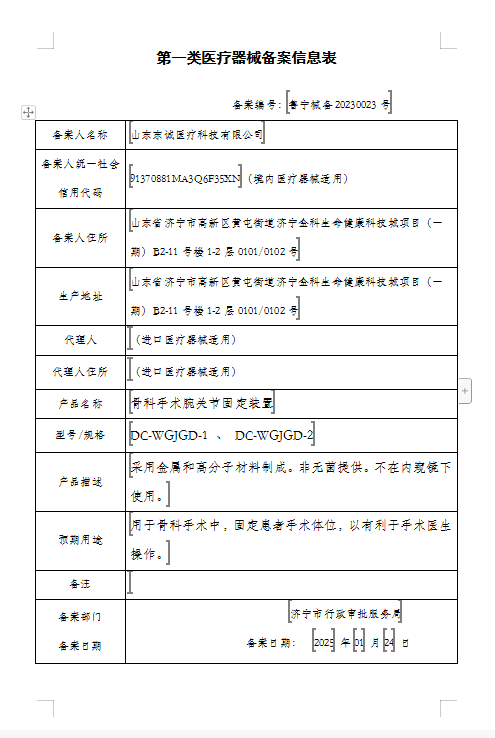 第一类医疗器械备案信息表
备案编号：鲁宁械备20230023号
备案人名称 山东东诚医疗科技有限公司
备案人统一社会信用代码 91370881MA3Q6F35XN（境内医疗器械适用）
备案人住所 山东省济宁市高新区黄屯街道济宁金科生命健康科技城项目（一
期）B2-11号楼1-2层0101/0102号
生产地址 山东省济宁市高新区黄屯街道济宁金科生命健康科技城项目（一
期）B2-11号楼1-2层0101/0102号
代理人 （进口医疗器械适用）
代理人住所 （进口医疗器械适用）
产品名称 骨科手术腕关节固定装置
型号/规格 DC-WGJGD-1 、 DC-WGJGD-2
产品描述 采用金属和高分子材料制成。非无菌提供。不在内窥镜下
使用。
预期用途 用于骨科手术中，固定患者手术体位，以有利于手术医生
操作。
备注
备案部门 济宁市行政审批服务局
备案日期 备案日期： 2025 年 01 月 24 日